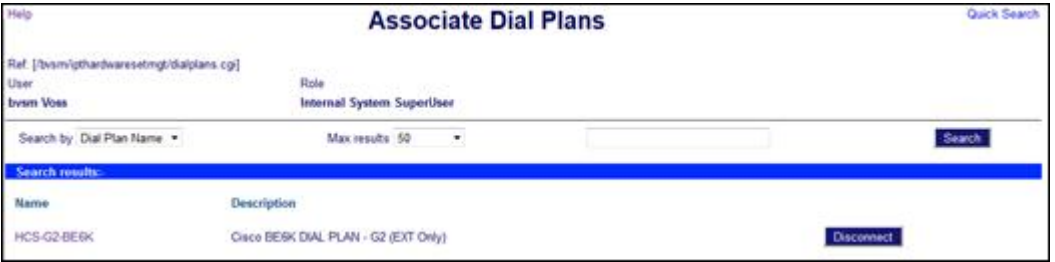 Help Associate Dial Plans Quick Search
Ref: [/bvsm/ipthardwaresetmgt/dialplans.cgi]
User Role
bvsm Voss Internal System SuperUser
Search by Dial Plan Name Max results 50 Search
Search results:-
Name Description
HCS-G2-BE6K Cisco BE6K DIAL PLAN - G2 (EXT Only) Disconnect